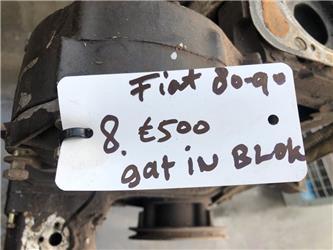 Fiat 80-90
8. €500
gat in BLOK